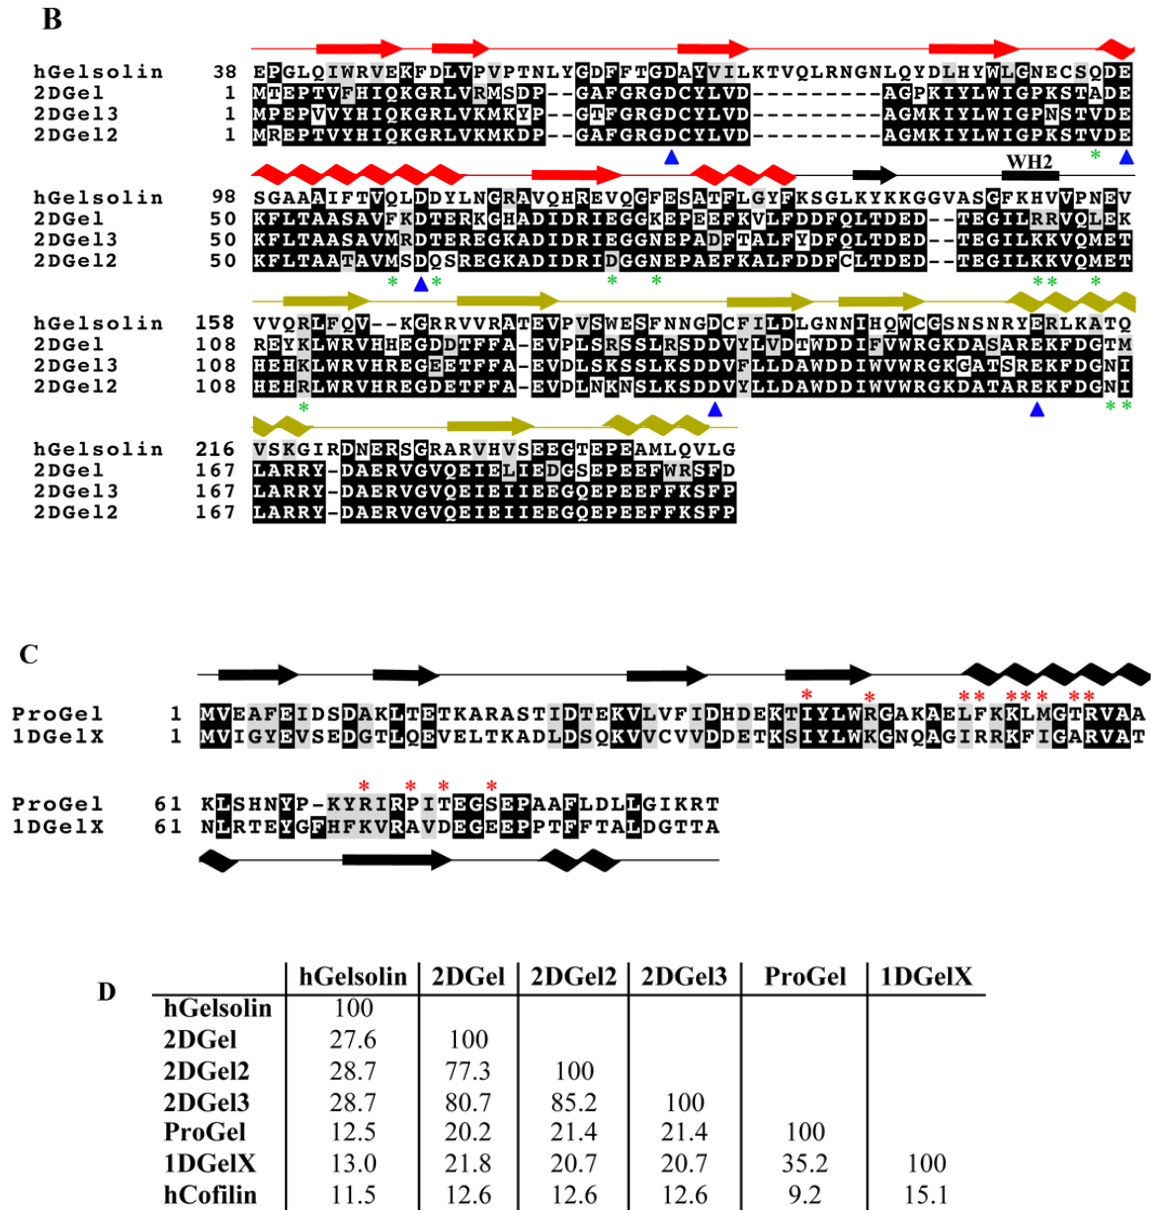 B
hGelsolin 38 EPGLQIWRVEKFDLVPVPTNLYGDFFTGDAYVILKTVQLRNGNLQYDLHYWLGNECSQDE
2DGel 1 MTEPTVFHIQKGRLVRMSDP--GAFGRGDCYLVD---------AGPKIYLWIGPKSTADE
2DGel3 1 MPEPVVYHIQKGRLVKMKYP--GTFGRGDCYLVD---------AGMKIYLWIGPNSTVDE
2DGel2 1 MREPTVYHIQKGRLVKMKDP--GAFGRGDCYLVD---------AGMKIYLWIGPKSTVDE
*
WH2
hGelsolin 98 SGAAAIFTVQLDDYLNGRAVQHREVQGFESATFLGYFKSGLKYKKGGVASGFKHVVPNEV
2DGel 50 KFLTAASAVFKDTERKGHADIDRIEGGKEPEEFKVLFDDFQLTDED--TEGILRRVQLEK
2DGel3 50 KFLTAASAVMRDTEREGKADIDRIEGGNEPADFTALFYDFQLTDED--TEGILKKVQMET
2DGel2 50 KFLTAATAVMSDQSREGKADIDRIDGGNEPAEFKALFDDFCLTDED--TEGILKKVQMET
* * * * ** *
hGelsolin 158 VVQRLFQV--KGRRVVRATEVPVSWESFNNGDCFILDLGNNIHQWCGSNSNRYERLKATQ
2DGel 108 REYKLWRVHHEGDDTFFA-EVPLSRSSLRSDDVYLVDTWDDIFVWRGKDASAREKFDGTM
2DGel3 108 HEHKLWRVHREGEETFFA-EVDLSKSSLKSDDVFLLDAWDDIWVWRGKGATSREKFDGNI
2DGel2 108 HEHRLWRVHREGDETFFA-EVDLNKNSLKSDDVYLLDAWDDIWVWRGKDATAREKFDGNI
* **
hGelsolin 216 VSKGIRDNERSGRARVHVSEEGTEPEAMLQVLG
2DGel 167 LARRY-DAERVGVQEIELIEDGSEPEEFWRSFD
2DGel3 167 LARRY-DAERVGVQEIEIIEEGQEPEEFFKSFP
2DGel2 167 LARRY-DAERVGVQEIEIIEEGQEPEEFFKSFP
C
* * ** *** **
ProGel 1 MVEAFEIDSDAKLTETKARASTIDTEKVLVFIDHDEKTIYLWRGAKAELFKKLMGTRVAA
1DGelX 1 MVIGYEVSEDGTLQEVELTKADLDSQKVVCVVDDETKSIYLWKGNQAGIRRKFIGARVAT
* * * *
ProGel 61 KLSHNYP-KYRIRPITEGSEPAAFLDLLGIKRT
1DGelX 61 NLRTEYGFHFKVRAVDEGEEPPTFFTALDGTTA
D
hGelsolin 2DGel 2DGel2 2DGel3 ProGel 1DGelX
hGelsolin 100
2DGel 27.6 100
2DGel2 28.7 77.3 100
2DGel3 28.7 80.7 85.2 100
ProGel 12.5 20.2 21.4 21.4 100
1DGelX 13.0 21.8 20.7 20.7 35.2 100
hCofilin 11.5 12.6 12.6 12.6 9.2 15.1